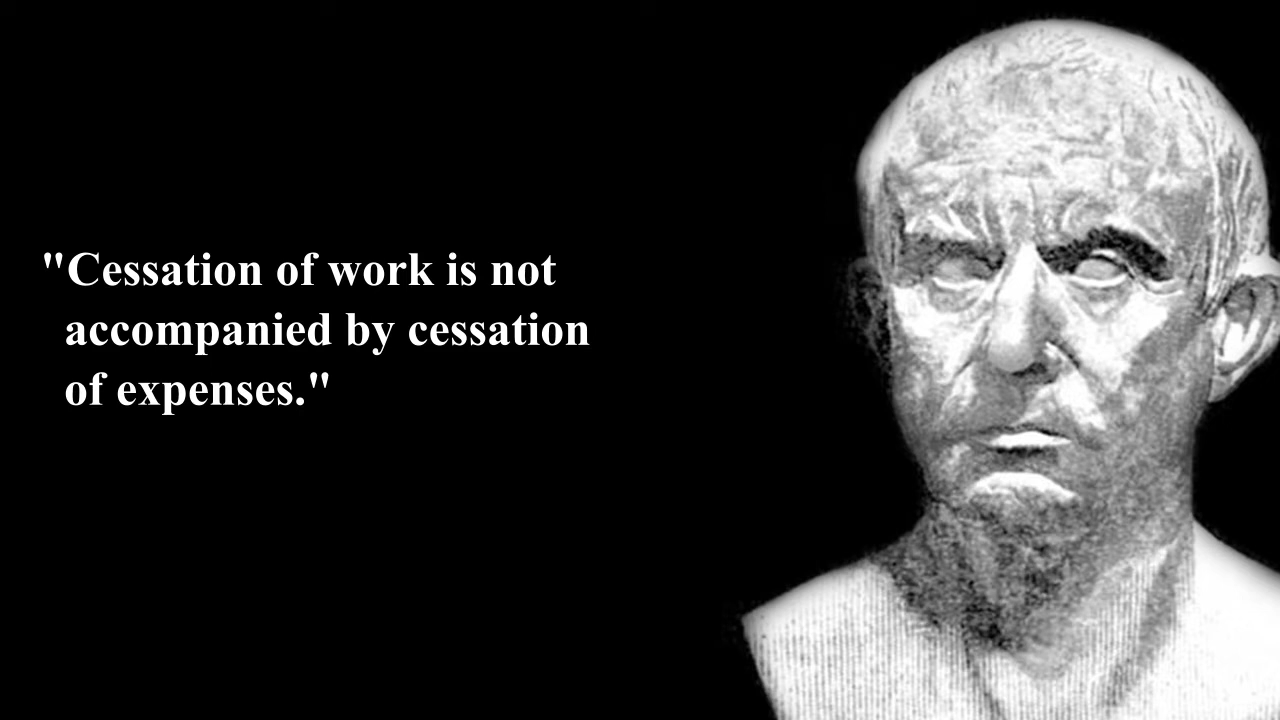 "Cessation of work is not
accompanied by cessation
of expenses."